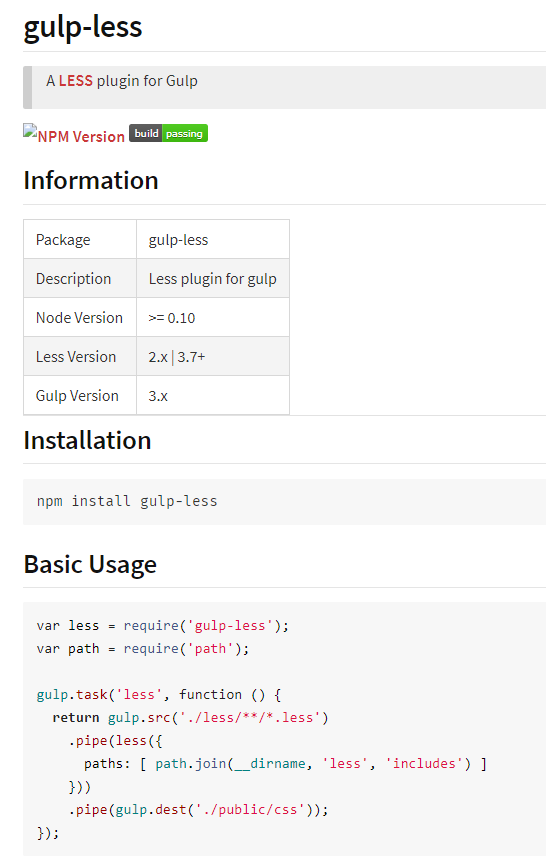 gulp-less
A LESS plugin for Gulp
NPM Version build passing
Information
Package gulp-less
Description Less plugin for gulp
Node Version >= 0.10
Less Version 2.x | 3.7+
Gulp Version 3.x
Installation
npm install gulp-less
Basic Usage
var less = require('gulp-less');
var path = require('path');
gulp.task('less', function () {
  return gulp.src('./less/**/*.less')
    .pipe(less({
      paths: [ path.join(__dirname, 'less', 'includes') ]
    }))
    .pipe(gulp.dest('./public/css'));
});